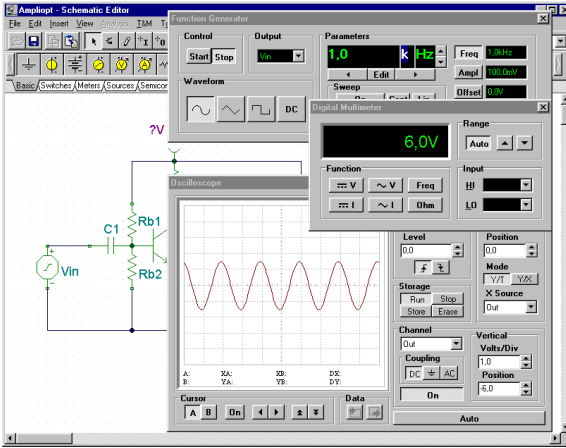 Ampliopt - Schematic Editor
File Edit Insert View Analysis T&M
Basic Switches Meters Sources Semicon
?V
C1
Rb1
Rb2
Vin
+
-
Function Generator
Control
Start Stop
Output
Vin
Waveform
DC
Parameters
1,0 k Hz
Edit
Sweep
On Cont Lin
Freq 1,0kHz
Ampl 100,0mV
Offset 0,0V
Digital Multimeter
6,0V
Range
Auto
Function
V V Freq
I I Ohm
Input
HI
LO
Oscilloscope
A: XA: XB: DX:
B: YA: YB: DY:
Cursor
A B On
Data
Level
0,0
Position
0,0
Mode
Y/T Y/X
X Source
Out
Storage
Run Stop
Store Erase
Channel
Out
Coupling
DC AC
On
Vertical
Volts/Div
1,0
Position
-6,0
Auto